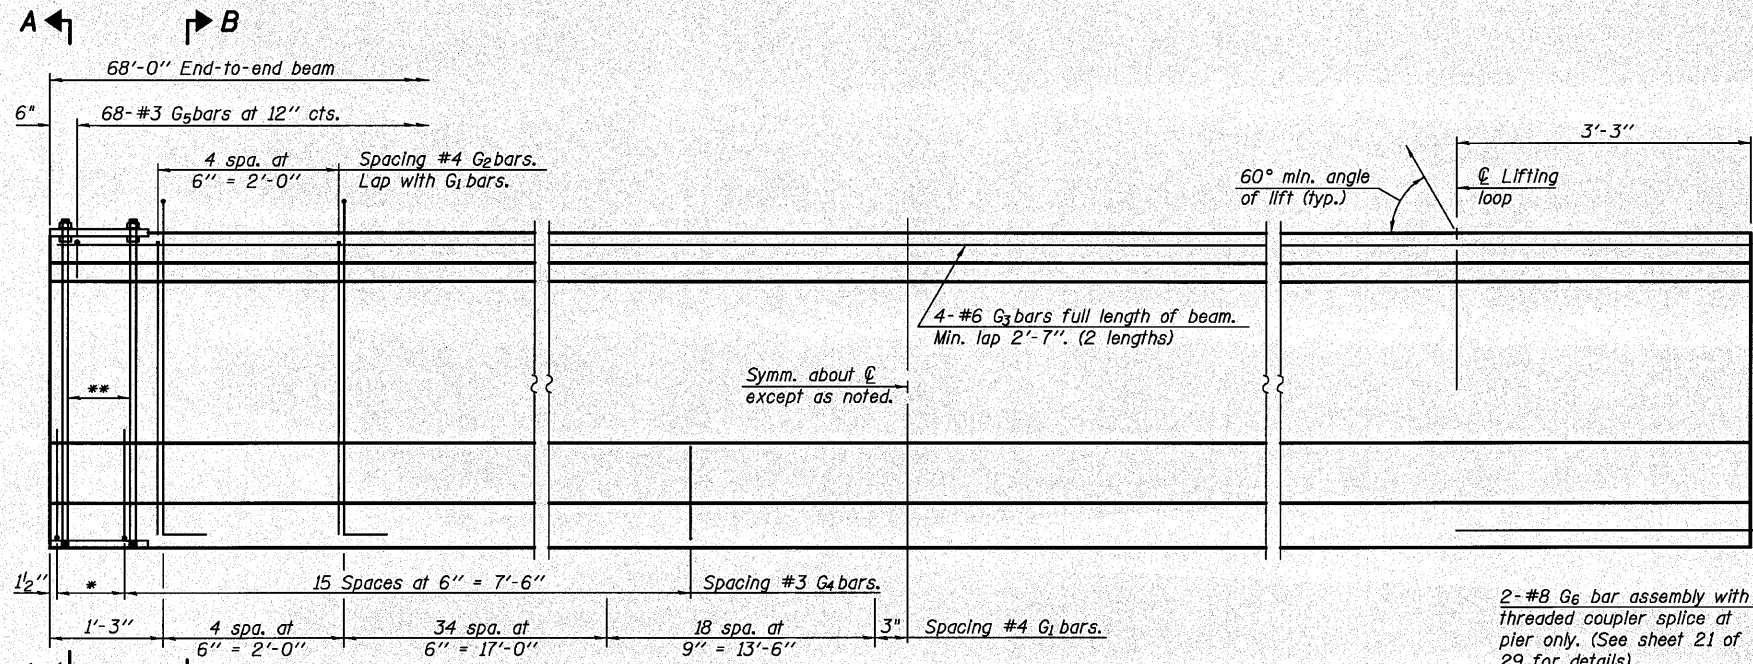 A B
68'-0" End-to-end beam
6" 68-#3 G5 bars at 12" cts.
3'-3"
4 spa. at
6" = 2'-0"
Spacing #4 G2 bars.
Lap with G1 bars.
60° min. angle
of lift (typ.)
℄ Lifting
loop
4-#6 G3 bars full length of beam.
Min. lap 2'-7". (2 lengths)
Symm. about ℄
except as noted.
**
1½" * 15 Spaces at 6" = 7'-6" Spacing #3 G4 bars.
1'-3"
4 spa. at
6" = 2'-0"
34 spa. at
6" = 17'-0"
18 spa. at
9" = 13'-6"
3" Spacing #4 G1 bars.
2-#8 G6 bar assembly with
threaded coupler splice at
pier only. (See sheet 21 of
29 for details)